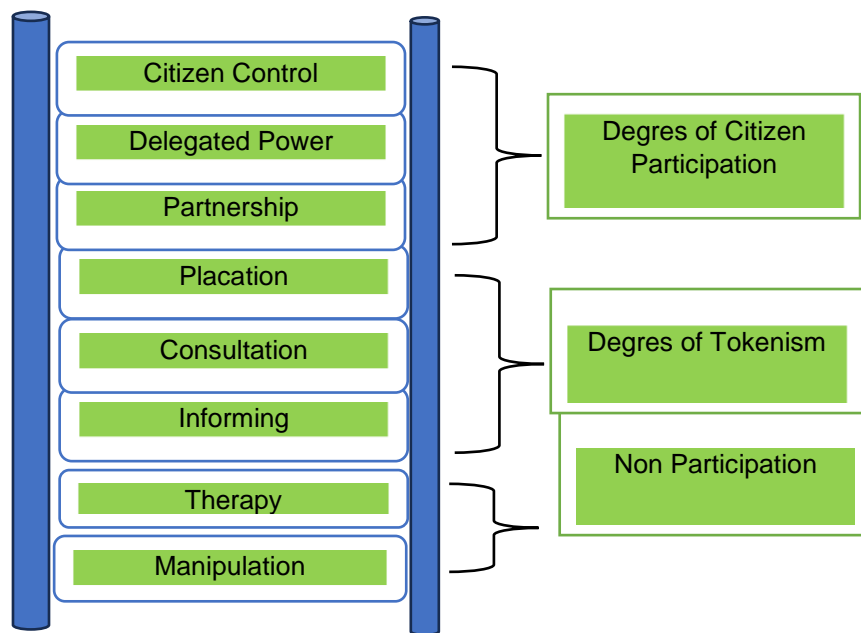 Citizen Control
Delegated Power
Partnership
Placation
Consultation
Informing
Therapy
Manipulation
Degres of Citizen
Participation
Degres of Tokenism
Non Participation